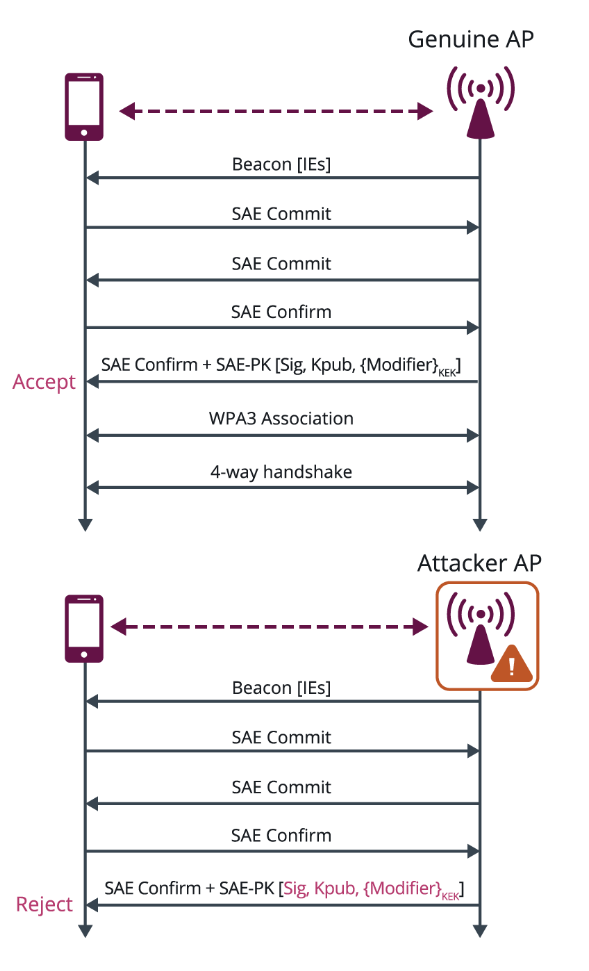 Genuine AP
Beacon [IEs]
SAE Commit
SAE Commit
SAE Confirm
SAE Confirm + SAE-PK [Sig, Kpub, {Modifier}KEK]
Accept
WPA3 Association
4-way handshake
Attacker AP
Beacon [IEs]
SAE Commit
SAE Commit
SAE Confirm
SAE Confirm + SAE-PK [Sig, Kpub, {Modifier}KEK]
Reject